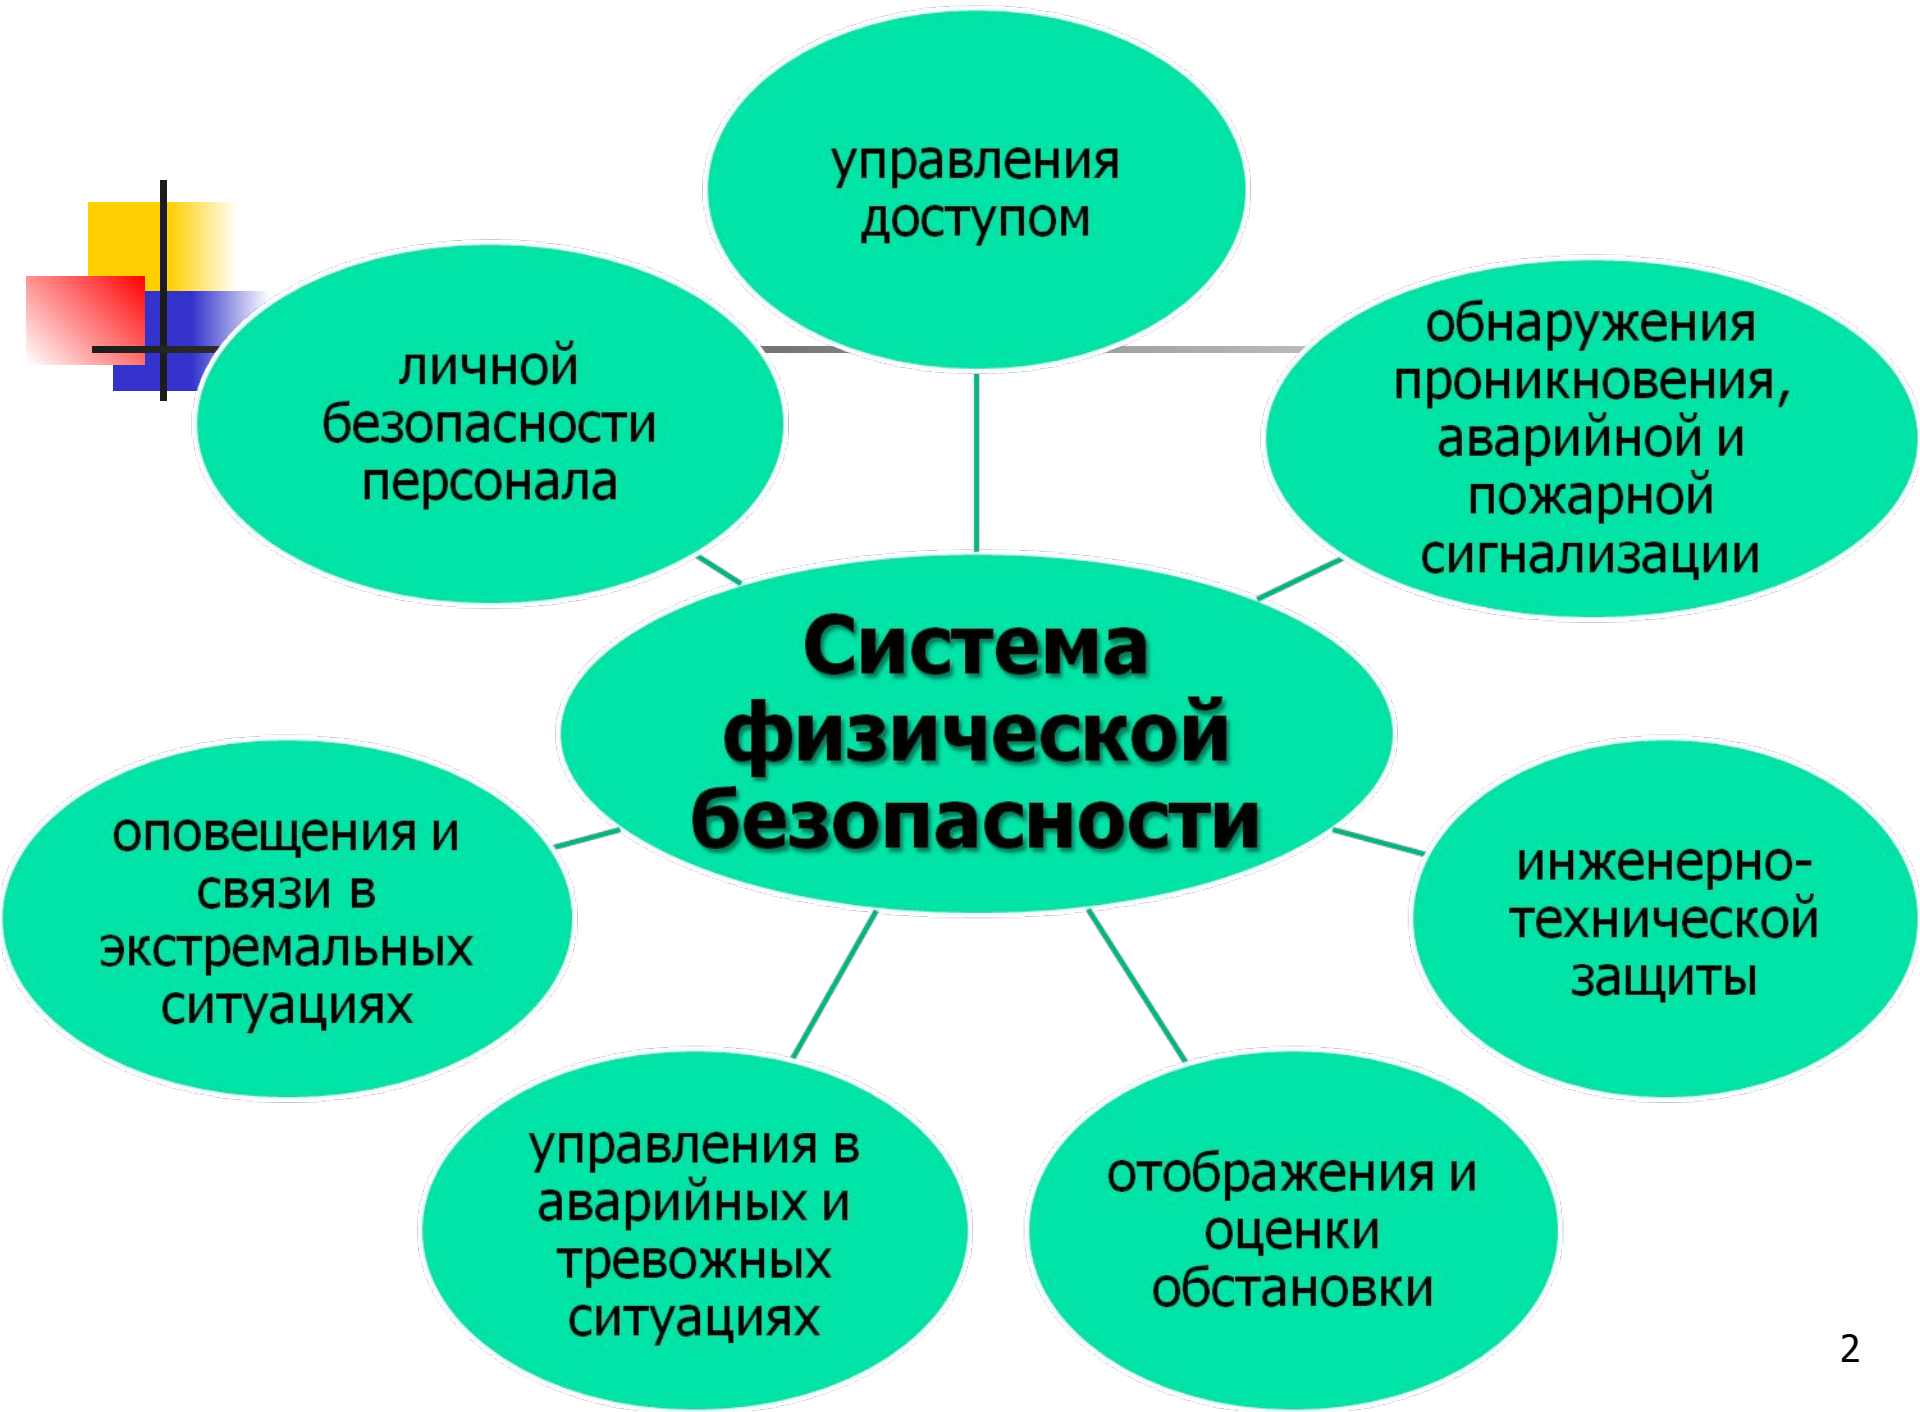 управления
доступом
обнаружения
проникновения,
аварийной и
пожарной
сигнализации
личной
безопасности
персонала
Система
физической
безопасности
инженерно-
технической
защиты
оповещения и
связи в
экстремальных
ситуациях
отображения и
оценки
обстановки
управления в
аварийных и
тревожных
ситуациях
2